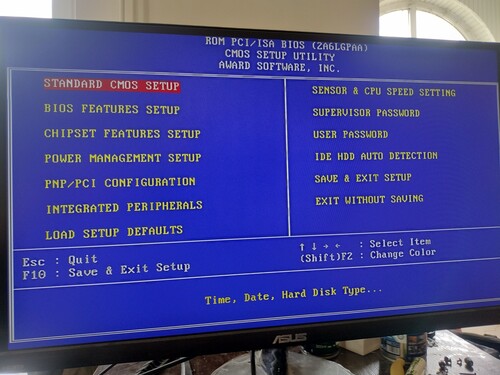 ROM PCI/ISA BIOS (2A6LGPAA)
CMOS SETUP UTILITY
AWARD SOFTWARE, INC.
STANDARD CMOS SETUP
BIOS FEATURES SETUP
CHIPSET FEATURES SETUP
POWER MANAGEMENT SETUP
PNP/PCI CONFIGURATION
INTEGRATED PERIPHERALS
LOAD SETUP DEFAULTS
SENSOR & CPU SPEED SETTING
SUPERVISOR PASSWORD
USER PASSWORD
IDE HDD AUTO DETECTION
SAVE & EXIT SETUP
EXIT WITHOUT SAVING
Esc : Quit
F10 : Save & Exit Setup
↑ ↓ → ← : Select Item
(Shift)F2 : Change Color
Time, Date, Hard Disk Type...
ASUS